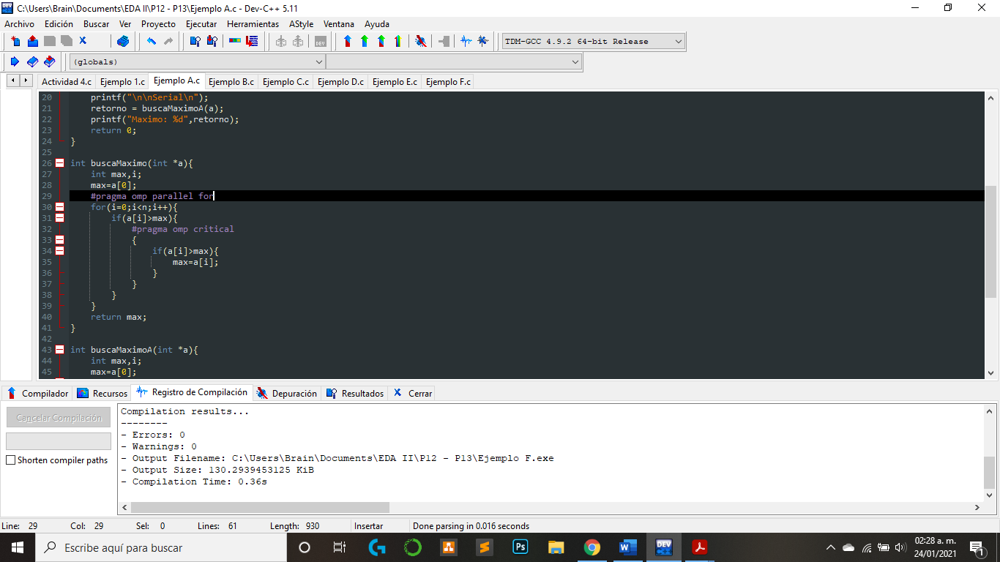 C:\Users\Brain\Documents\EDA II\P12 - P13\Ejemplo A.c - Dev-C++ 5.11
Archivo Edición Buscar Ver Proyecto Ejecutar Herramientas AStyle Ventana Ayuda
TDM-GCC 4.9.2 64-bit Release
(globals)
Actividad 4.c Ejemplo 1.c Ejemplo A.c Ejemplo B.c Ejemplo C.c Ejemplo D.c Ejemplo E.c Ejemplo F.c
20 printf("\n\nSerial\n");
21 retorno = buscaMaximoA(a);
22 printf("Maximo: %d",retorno);
23 return 0;
24 }
25
26 int buscaMaximo(int *a){
27 int max,i;
28 max=a[0];
29 #pragma omp parallel for
30 for(i=0;i<n;i++){
31 if(a[i]>max){
32 #pragma omp critical
33 {
34 if(a[i]>max){
35 max=a[i];
36 }
37 }
38 }
39 }
40 return max;
41 }
42
43 int buscaMaximoA(int *a){
44 int max,i;
45 max=a[0];
Compilador Recursos Registro de Compilación Depuración Resultados Cerrar
Cancelar Compilación
Shorten compiler paths
Compilation results...
--------
- Errors: 0
- Warnings: 0
- Output Filename: C:\Users\Brain\Documents\EDA II\P12 - P13\Ejemplo F.exe
- Output Size: 130.2939453125 KiB
- Compilation Time: 0.36s
Line: 29 Col: 29 Sel: 0 Lines: 61 Length: 930 Insertar Done parsing in 0.016 seconds
Escribe aquí para buscar
02:28 a. m.
24/01/2021